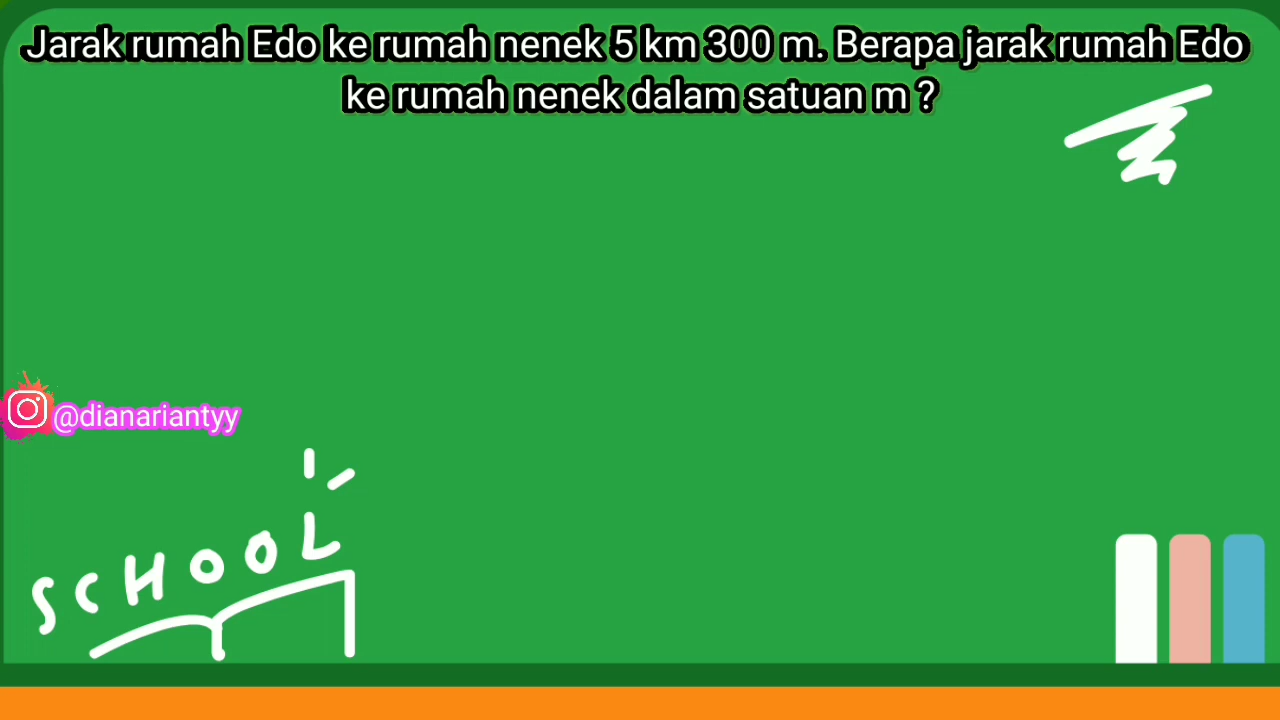 Jarak rumah Edo ke rumah nenek 5 km 300 m. Berapa jarak rumah Edo
ke rumah nenek dalam satuan m ?
@dianariantyy
SCHOOL